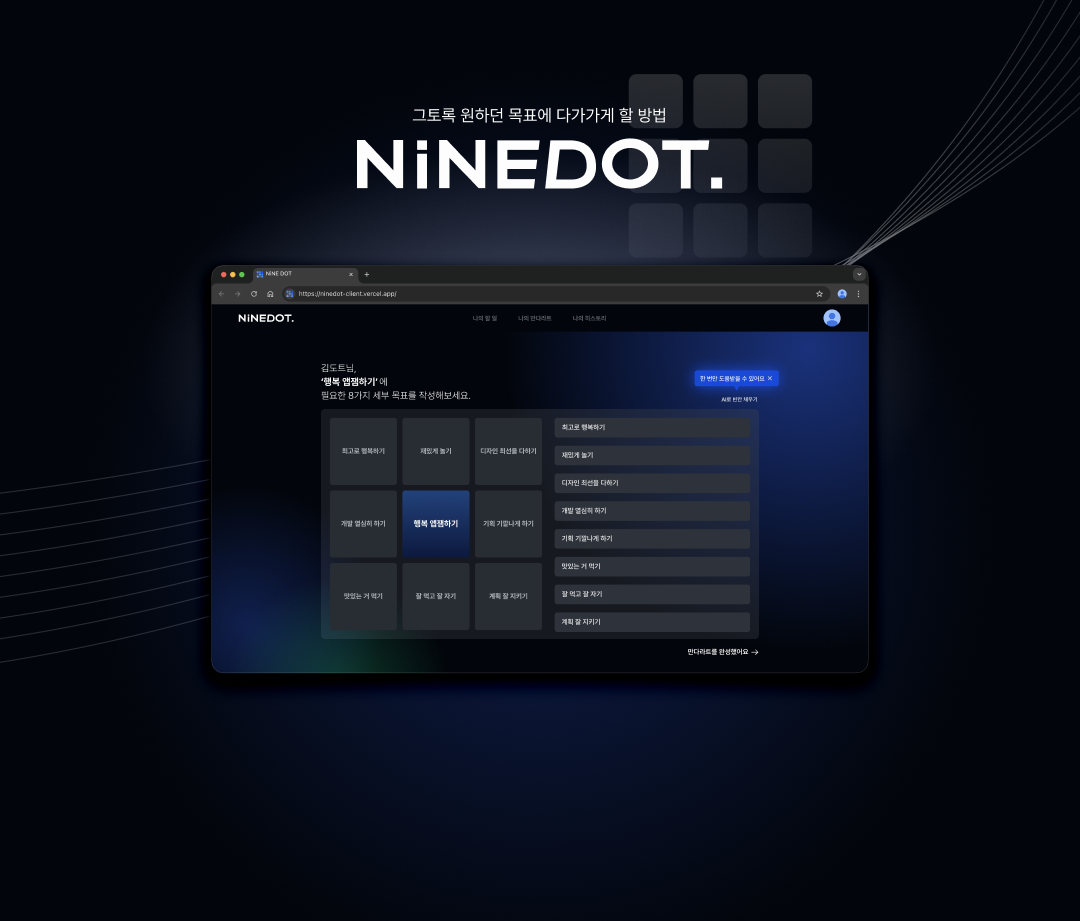 그토록 원하던 목표에 다가가게 할 방법
NiNEDOT.
NiNE DOT
https://ninedot-client.vercel.app/
NiNEDOT.
나의 할 일
나의 만다라트
나의 히스토리
김도트님,
‘행복 앱잼하기’ 에
필요한 8가지 세부 목표를 작성해보세요.
한 번만 도움받을 수 있어요 ×
AI로 빈칸 채우기
최고로 행복하기
재밌게 놀기
디자인 최선을 다하기
개발 열심히 하기
행복 앱잼하기
기획 기깔나게 하기
맛있는 거 먹기
잘 먹고 잘 자기
계획 잘 지키기
최고로 행복하기
재밌게 놀기
디자인 최선을 다하기
개발 열심히 하기
기획 기깔나게 하기
맛있는 거 먹기
잘 먹고 잘 자기
계획 잘 지키기
만다라트를 완성했어요 →